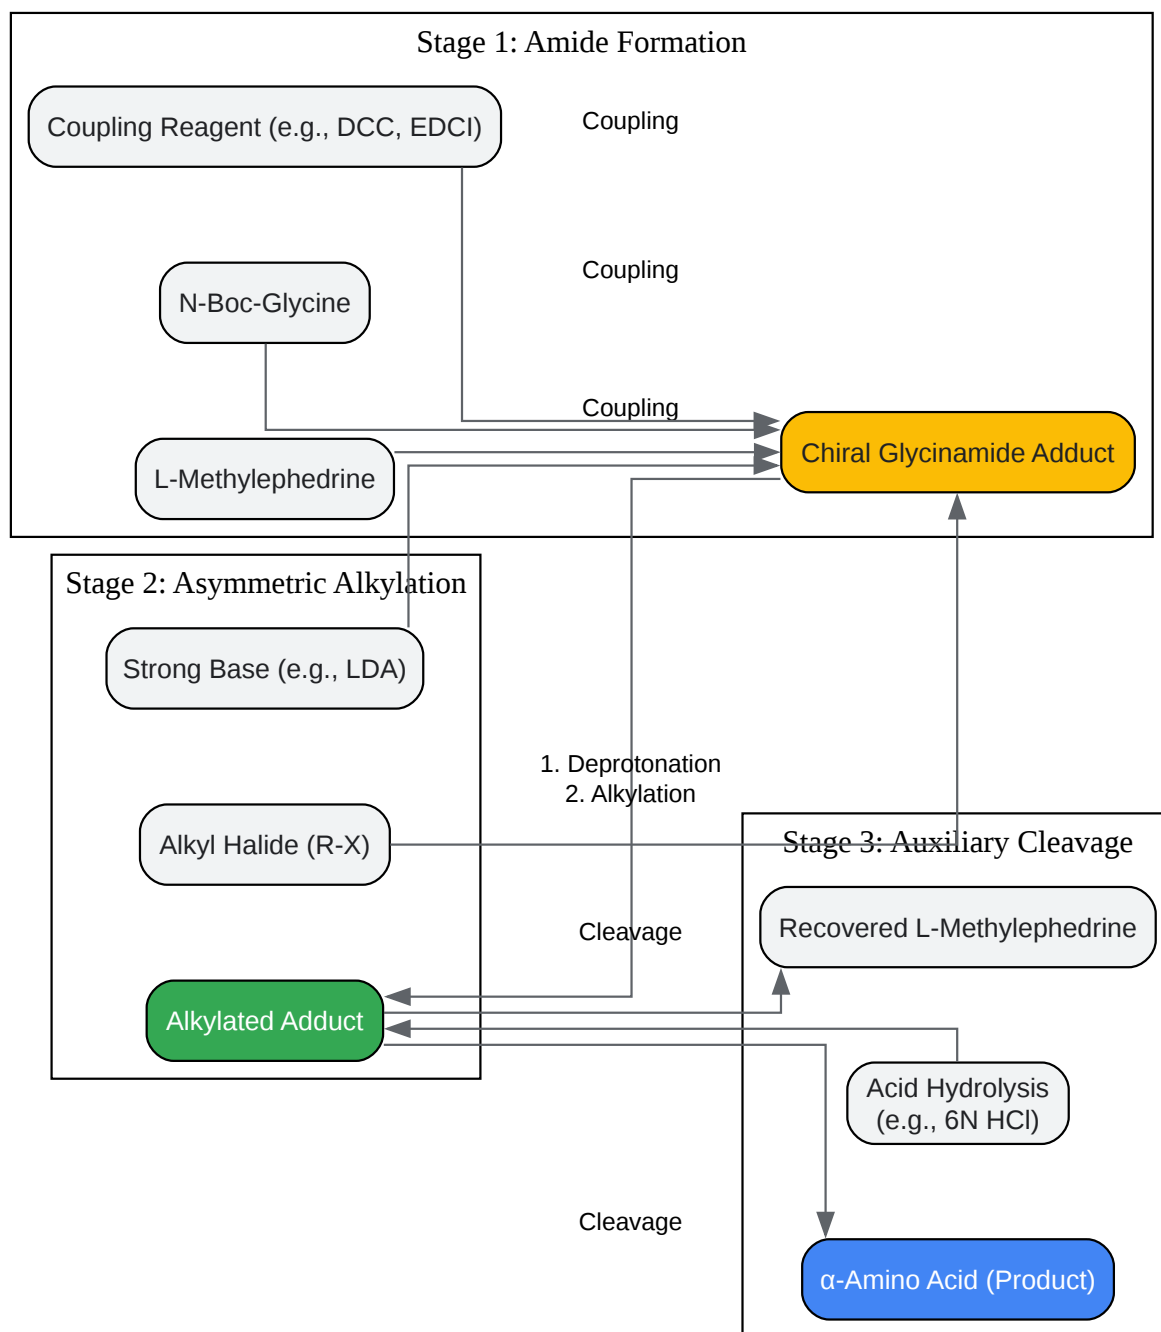 Stage 1: Amide Formation
Coupling Reagent (e.g., DCC, EDCI)
Coupling
N-Boc-Glycine
Coupling
Coupling
L-Methylephedrine
Chiral Glycinamide Adduct
Stage 2: Asymmetric Alkylation
Strong Base (e.g., LDA)
1. Deprotonation
2. Alkylation
Alkyl Halide (R-X)
Stage 3: Auxiliary Cleavage
Cleavage
Recovered L-Methylephedrine
Alkylated Adduct
Acid Hydrolysis
(e.g., 6N HCl)
Cleavage
α-Amino Acid (Product)